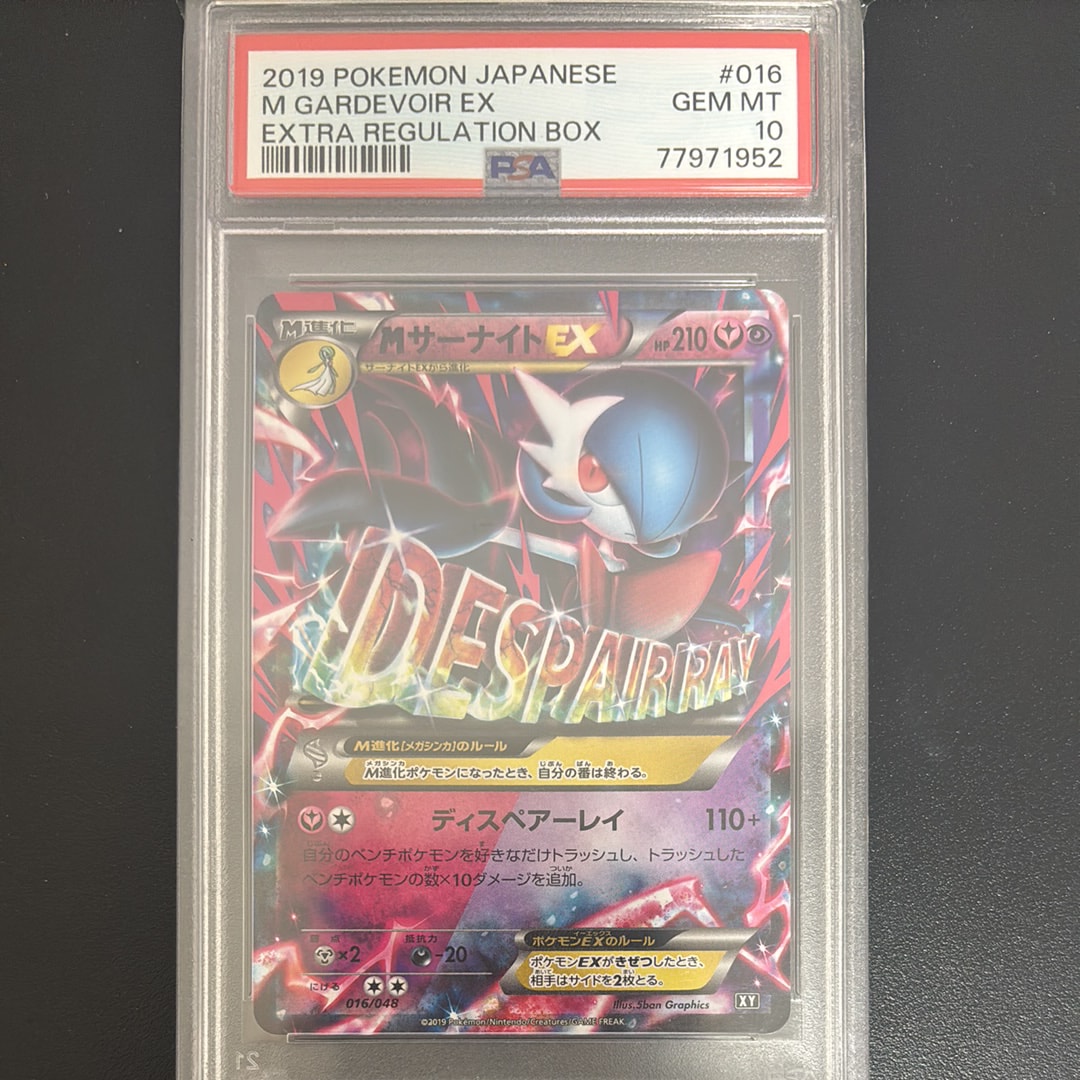 2019 POKEMON JAPANESE #016
M GARDEVOIR EX GEM MT
EXTRA REGULATION BOX 10
PSA 77971952
M進化
MサーナイトEX HP210
サーナイトEXから進化
DESPAIR RAY
M進化[メガシンカ]のルール
M進化ポケモンになったとき、自分の番は終わる。
ディスペアーレイ 110+
自分のベンチポケモンを好きなだけトラッシュし、トラッシュした
ベンチポケモンの数×10ダメージを追加。
弱点 抵抗力
×2 -20
ポケモンEXのルール
ポケモンEXがきぜつしたとき、
相手はサイドを2枚とる。
にげる
016/048
Illus.5ban Graphics XY
©2019 Pokémon/Nintendo/Creatures/GAME FREAK